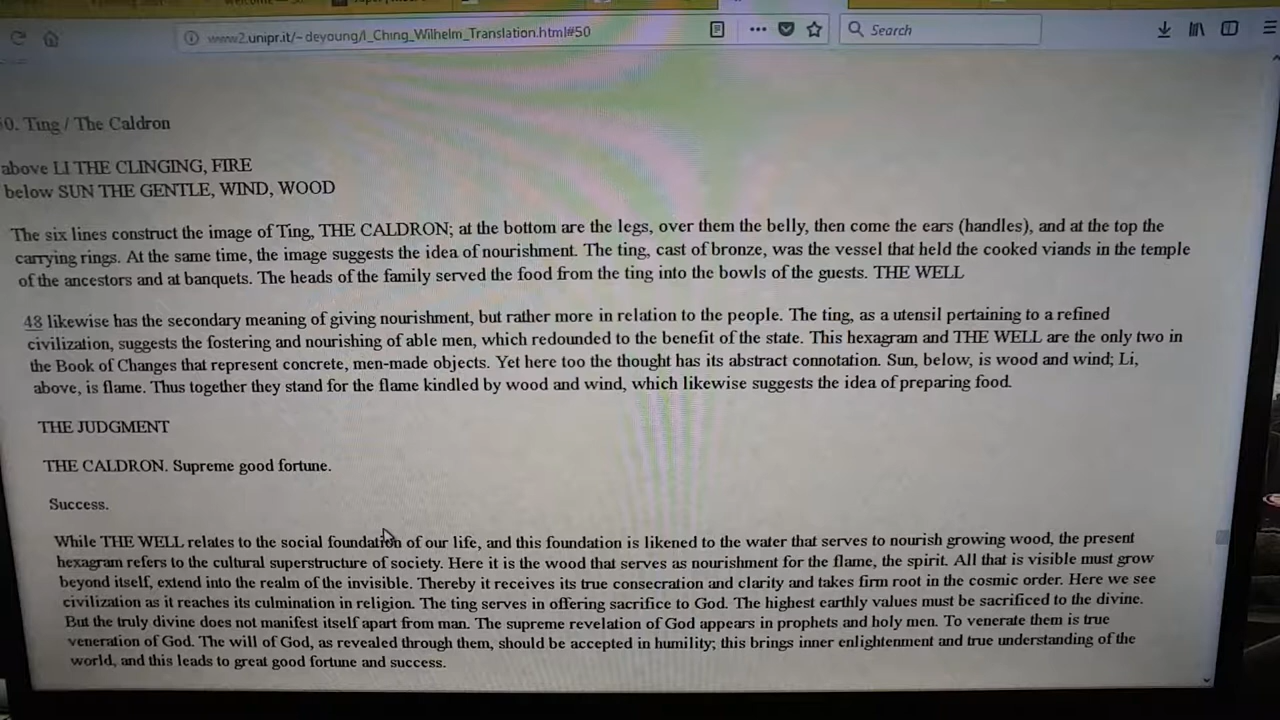 www2.unipr.it/~deyoung/I_Ching_Wilhelm_Translation.html#50
Search
50. Ting / The Caldron
above LI THE CLINGING, FIRE
below SUN THE GENTLE, WIND, WOOD
The six lines construct the image of Ting, THE CALDRON; at the bottom are the legs, over them the belly, then come the ears (handles), and at the top the
carrying rings. At the same time, the image suggests the idea of nourishment. The ting, cast of bronze, was the vessel that held the cooked viands in the temple
of the ancestors and at banquets. The heads of the family served the food from the ting into the bowls of the guests. THE WELL
48 likewise has the secondary meaning of giving nourishment, but rather more in relation to the people. The ting, as a utensil pertaining to a refined
civilization, suggests the fostering and nourishing of able men, which redounded to the benefit of the state. This hexagram and THE WELL are the only two in
the Book of Changes that represent concrete, men-made objects. Yet here too the thought has its abstract connotation. Sun, below, is wood and wind; Li,
above, is flame. Thus together they stand for the flame kindled by wood and wind, which likewise suggests the idea of preparing food.
THE JUDGMENT
THE CALDRON. Supreme good fortune.
Success.
While THE WELL relates to the social foundation of our life, and this foundation is likened to the water that serves to nourish growing wood, the present
hexagram refers to the cultural superstructure of society. Here it is the wood that serves as nourishment for the flame, the spirit. All that is visible must grow
beyond itself, extend into the realm of the invisible. Thereby it receives its true consecration and clarity and takes firm root in the cosmic order. Here we see
civilization as it reaches its culmination in religion. The ting serves in offering sacrifice to God. The highest earthly values must be sacrificed to the divine.
But the truly divine does not manifest itself apart from man. The supreme revelation of God appears in prophets and holy men. To venerate them is true
veneration of God. The will of God, as revealed through them, should be accepted in humility; this brings inner enlightenment and true understanding of the
world, and this leads to great good fortune and success.